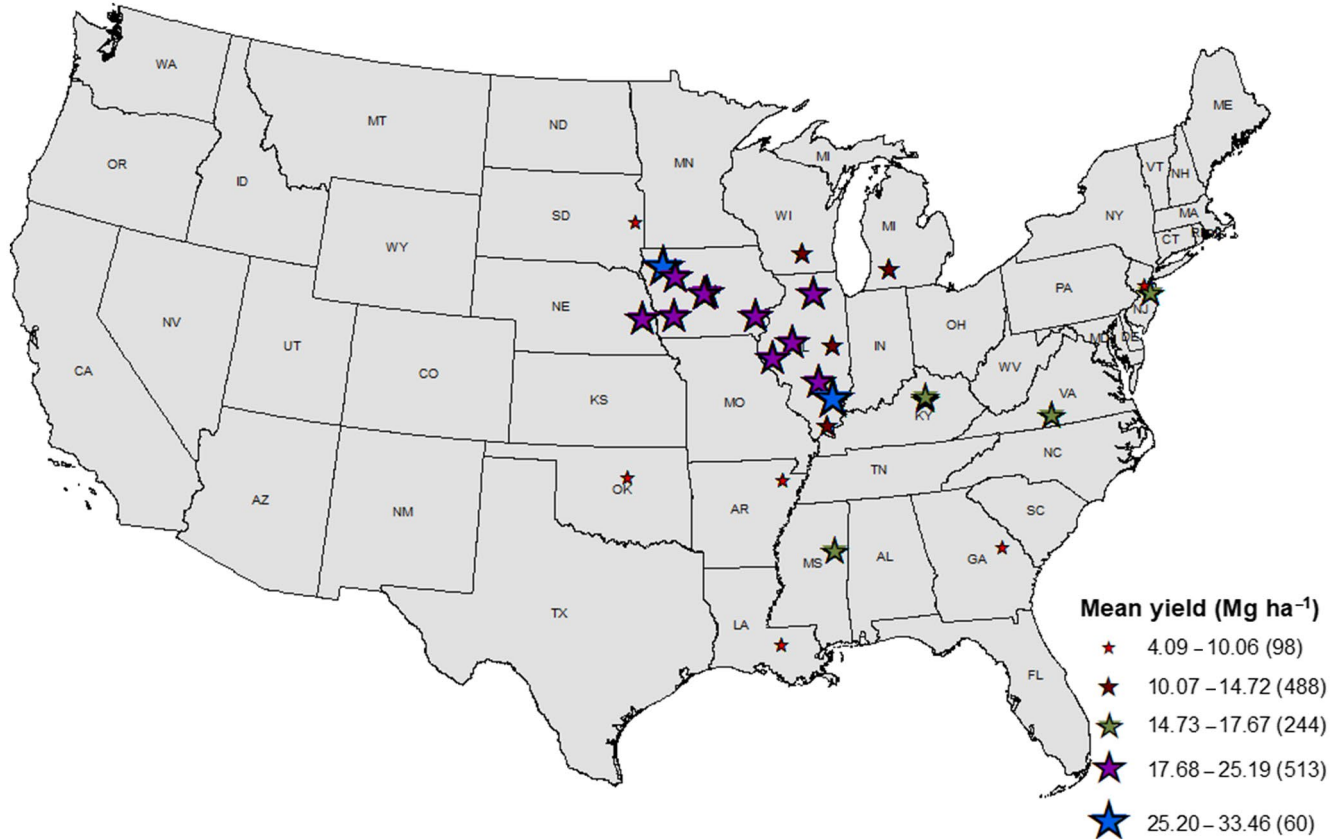 WA
ME
MT
ND
MN
OR
VT
NH
MI
ID
SD
WI
NY
MA
MI
WY
CT
RI
PA
NE
NJ
NV
OH
IN
MD
DE
UT
IL
WV
CA
CO
VA
KS
MO
KY
NC
TN
OK
AZ
NM
AR
SC
AL
GA
MS
TX
LA
FL
Mean yield (Mg ha⁻¹)
4.09 – 10.06 (98)
10.07 – 14.72 (488)
14.73 – 17.67 (244)
17.68 – 25.19 (513)
25.20 – 33.46 (60)